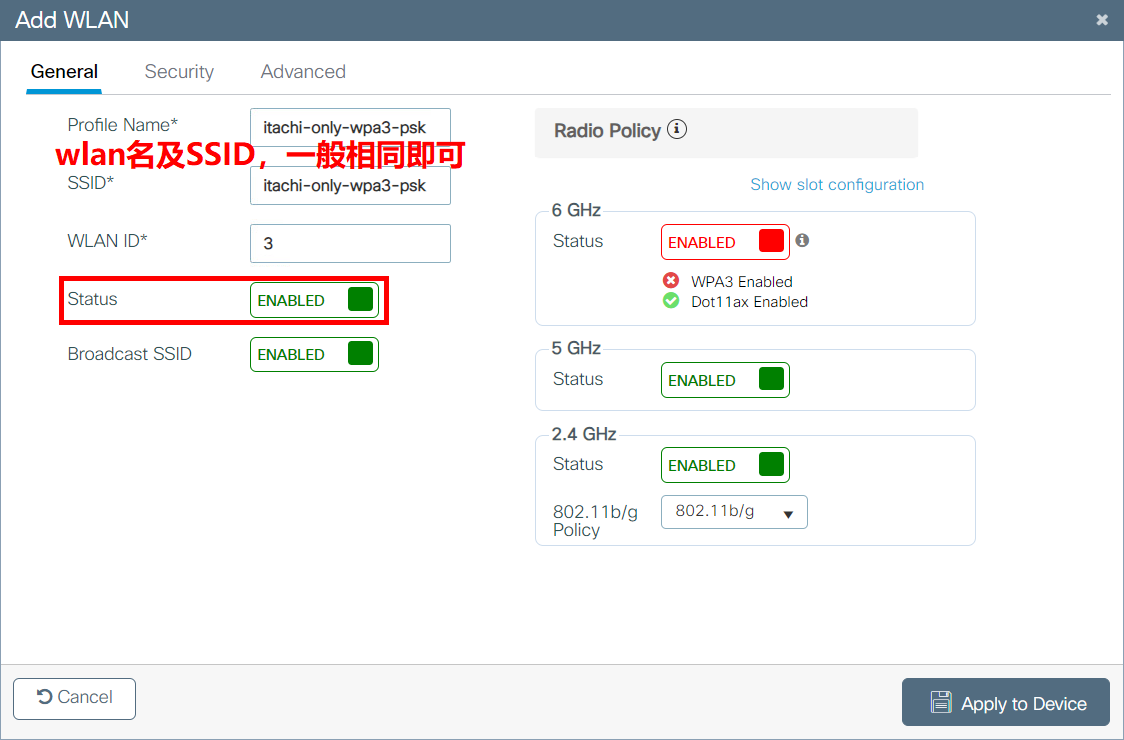 Add WLAN
General Security Advanced
Profile Name* itachi-only-wpa3-psk
wlan名及SSID，一般相同即可
SSID* itachi-only-wpa3-psk
WLAN ID* 3
Status ENABLED
Broadcast SSID ENABLED
Radio Policy
Show slot configuration
6 GHz
Status ENABLED
WPA3 Enabled
Dot11ax Enabled
5 GHz
Status ENABLED
2.4 GHz
Status ENABLED
802.11b/g
Policy
802.11b/g
Cancel
Apply to Device